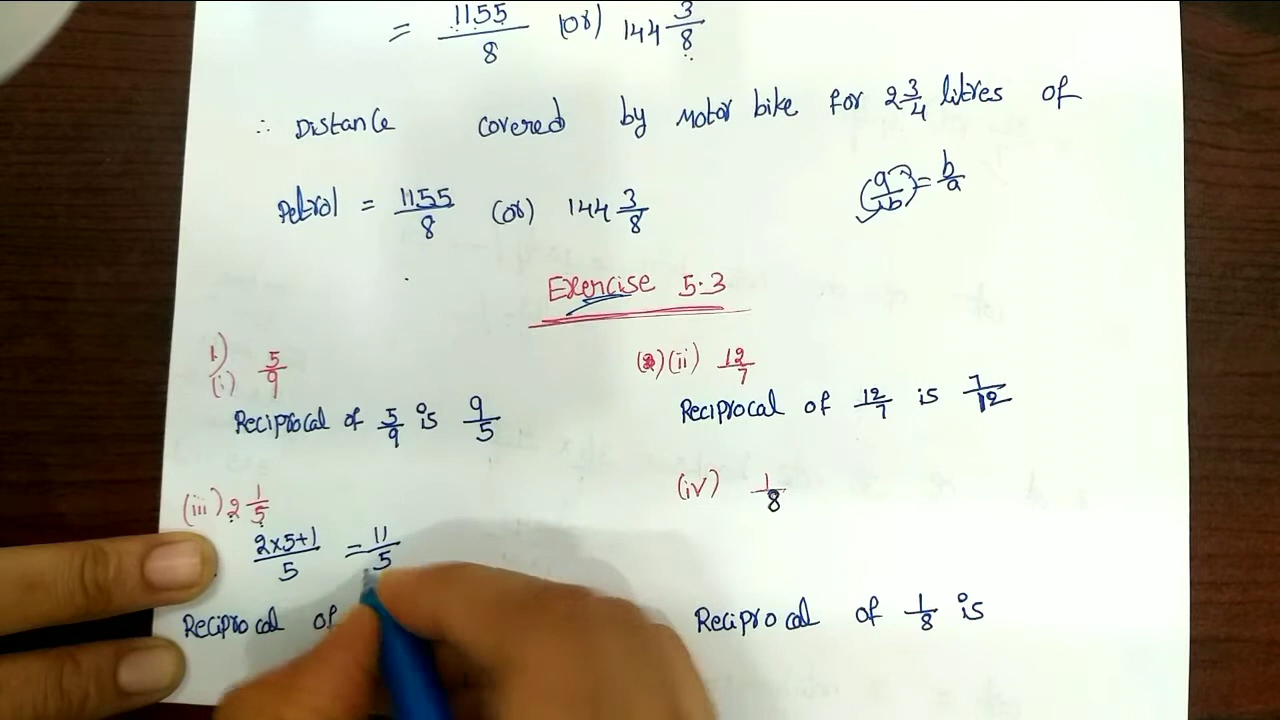 = 1155/8 (or) 144 3/8
∴ Distance covered by Motor bike for 2 3/4 litres of
Petrol = 1155/8 (or) 144 3/8
(a/b) = b/a
Exercise 5.3
1)
(i) 5/9
Reciprocal of 5/9 is 9/5
(ii) 12/7
Reciprocal of 12/7 is 7/12
(iii) 2 1/5
2×5+1/5 = 11/5
Reciprocal of
(iv) 1/8
Reciprocal of 1/8 is